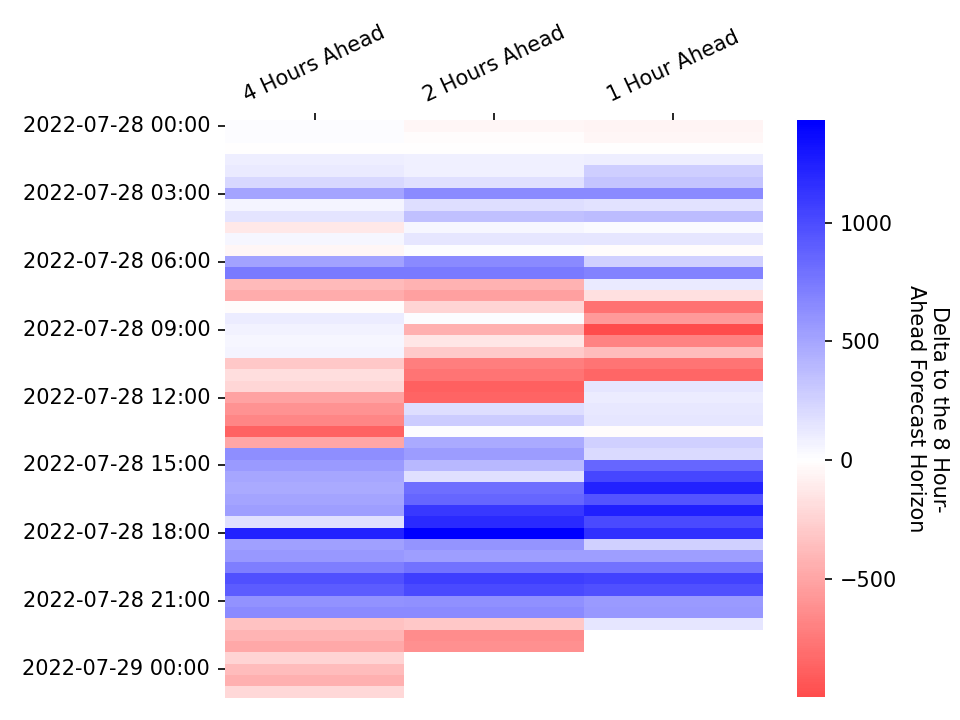 4 Hours Ahead
2 Hours Ahead
1 Hour Ahead
2022-07-28 00:00
2022-07-28 03:00
2022-07-28 06:00
2022-07-28 09:00
2022-07-28 12:00
2022-07-28 15:00
2022-07-28 18:00
2022-07-28 21:00
2022-07-29 00:00
1000
500
0
−500
Delta to the 8 Hour-
Ahead Forecast Horizon